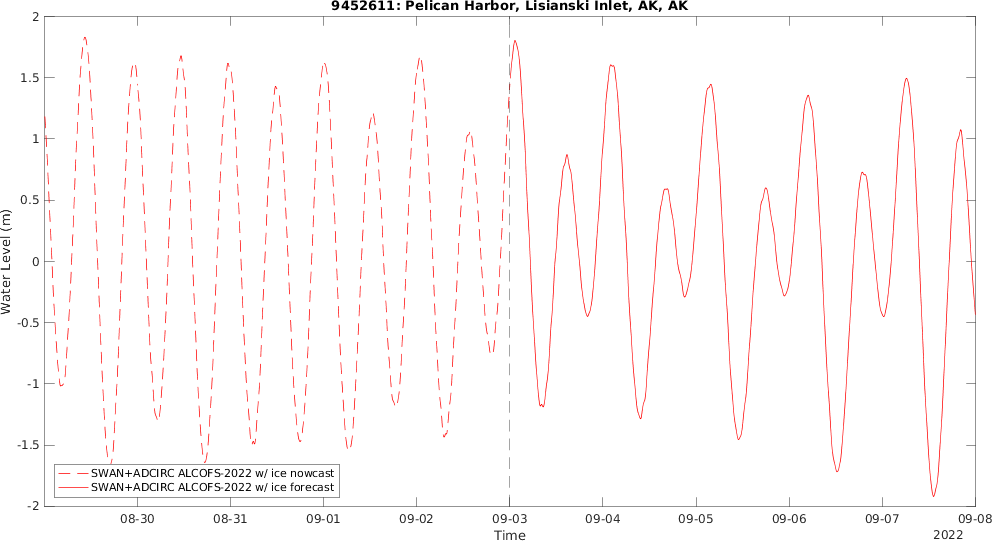 9452611: Pelican Harbor, Lisianski Inlet, AK, AK
Water Level (m)
2
1.5
1
0.5
0
-0.5
-1
-1.5
-2
SWAN+ADCIRC ALCOFS-2022 w/ ice nowcast
SWAN+ADCIRC ALCOFS-2022 w/ ice forecast
08-30 08-31 09-01 09-02 09-03 09-04 09-05 09-06 09-07 09-08
Time
2022